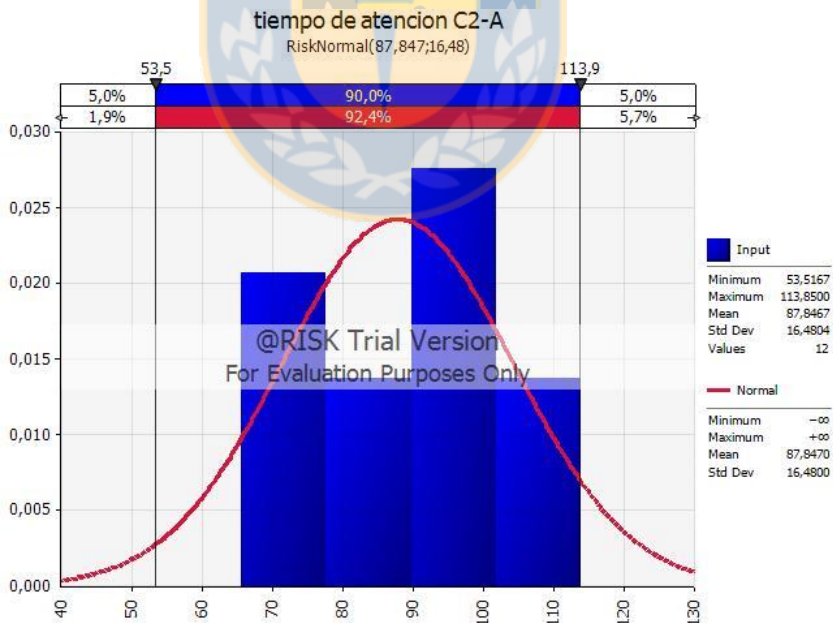 tiempo de atencion C2-A
RiskNormal(87,847;16,48)
53,5 113,9
5,0% 90,0% 5,0%
1,9% 92,4% 5,7%
0,030
0,025
0,020
0,015
0,010
0,005
0,000
40 50 60 70 80 90 100 110 120 130
@RISK Trial Version
For Evaluation Purposes Only
Input
Minimum 53,5167
Maximum 113,8500
Mean 87,8467
Std Dev 16,4804
Values 12
Normal
Minimum −∞
Maximum +∞
Mean 87,8470
Std Dev 16,4800